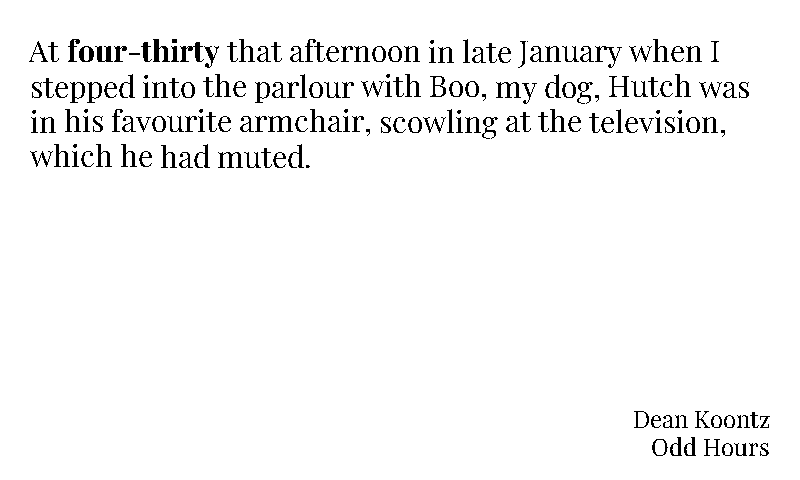 At four-thirty that afternoon in late January when I
stepped into the parlour with Boo, my dog, Hutch was
in his favourite armchair, scowling at the television,
which he had muted.
Dean Koontz
Odd Hours